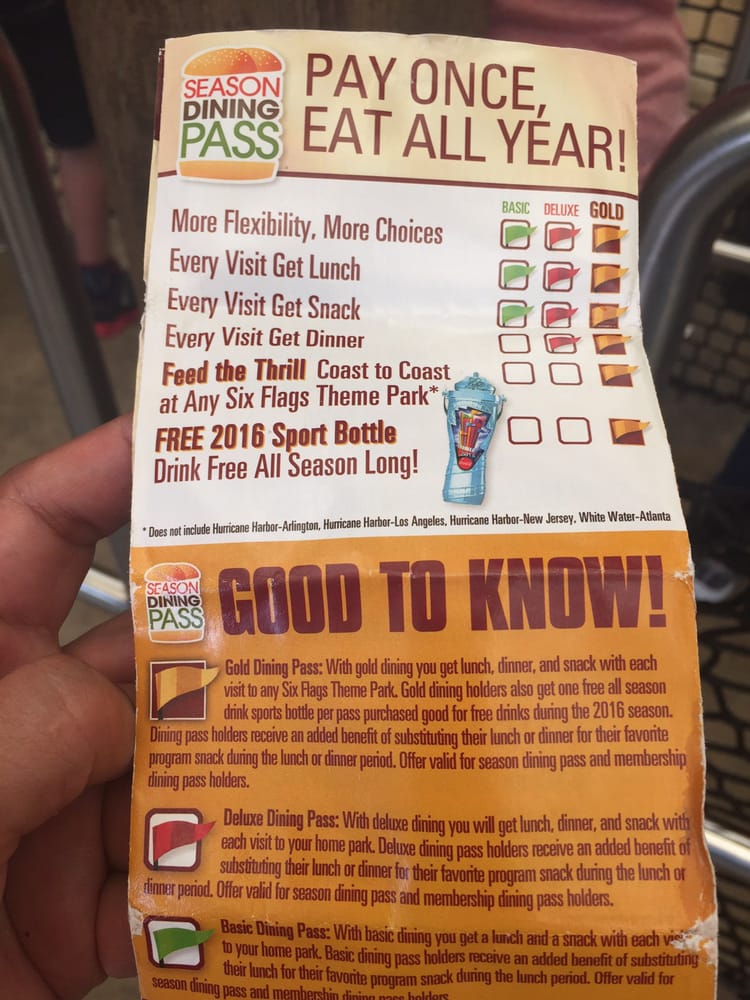 SEASON
DINING
PASS
PAY ONCE,
EAT ALL YEAR!
BASIC DELUXE GOLD
More Flexibility, More Choices
Every Visit Get Lunch
Every Visit Get Snack
Every Visit Get Dinner
Feed the Thrill Coast to Coast
at Any Six Flags Theme Park*
FREE 2016 Sport Bottle
Drink Free All Season Long!
* Does not include Hurricane Harbor-Arlington, Hurricane Harbor-Los Angeles, Hurricane Harbor-New Jersey, White Water-Atlanta
SEASON
DINING
PASS
GOOD TO KNOW!
Gold Dining Pass: With gold dining you get lunch, dinner, and snack with each
visit to any Six Flags Theme Park. Gold dining holders also get one free all season
drink sports bottle per pass purchased good for free drinks during the 2016 season.
Dining pass holders receive an added benefit of substituting their lunch or dinner for their favorite
program snack during the lunch or dinner period. Offer valid for season dining pass and membership
dining pass holders.
Deluxe Dining Pass: With deluxe dining you will get lunch, dinner, and snack with
each visit to your home park. Deluxe dining pass holders receive an added benefit of
substituting their lunch or dinner for their favorite program snack during the lunch or
dinner period. Offer valid for season dining pass and membership dining pass holders.
Basic Dining Pass: With basic dining you get a lunch and a snack with each visit
to your home park. Basic dining pass holders receive an added benefit of substituting
their lunch for their favorite program snack during the lunch period. Offer valid for
season dining pass and membership dining pass holders.